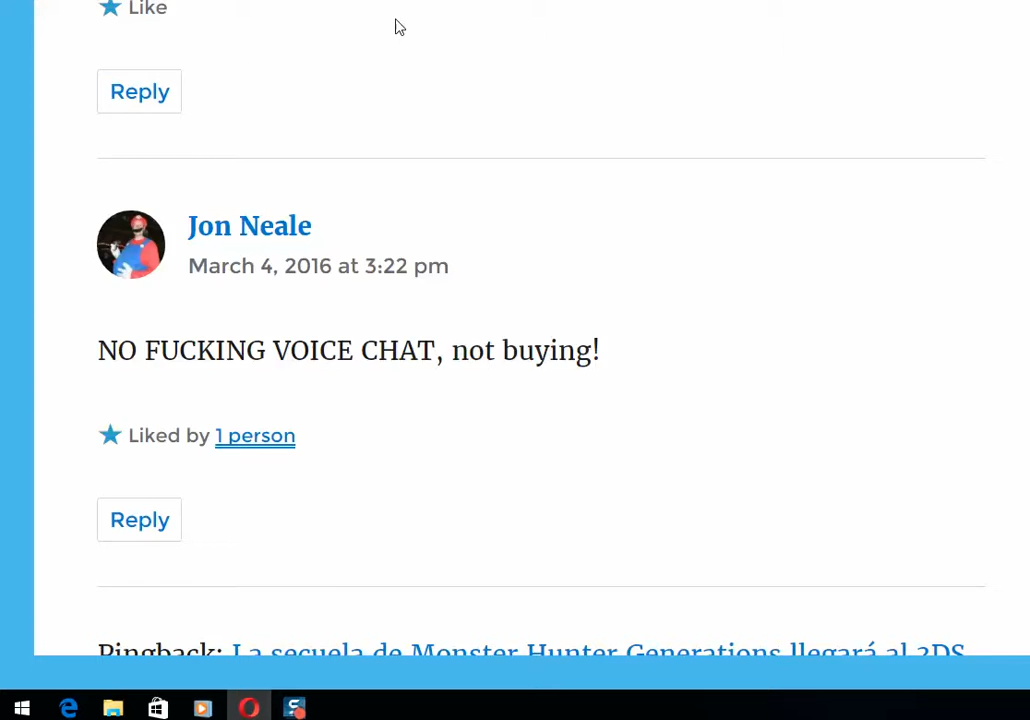 Like
Reply
Jon Neale
March 4, 2016 at 3:22 pm
NO FUCKING VOICE CHAT, not buying!
Liked by 1 person
Reply
Pingback: La secuela de Monster Hunter Generations llegará al 3DS